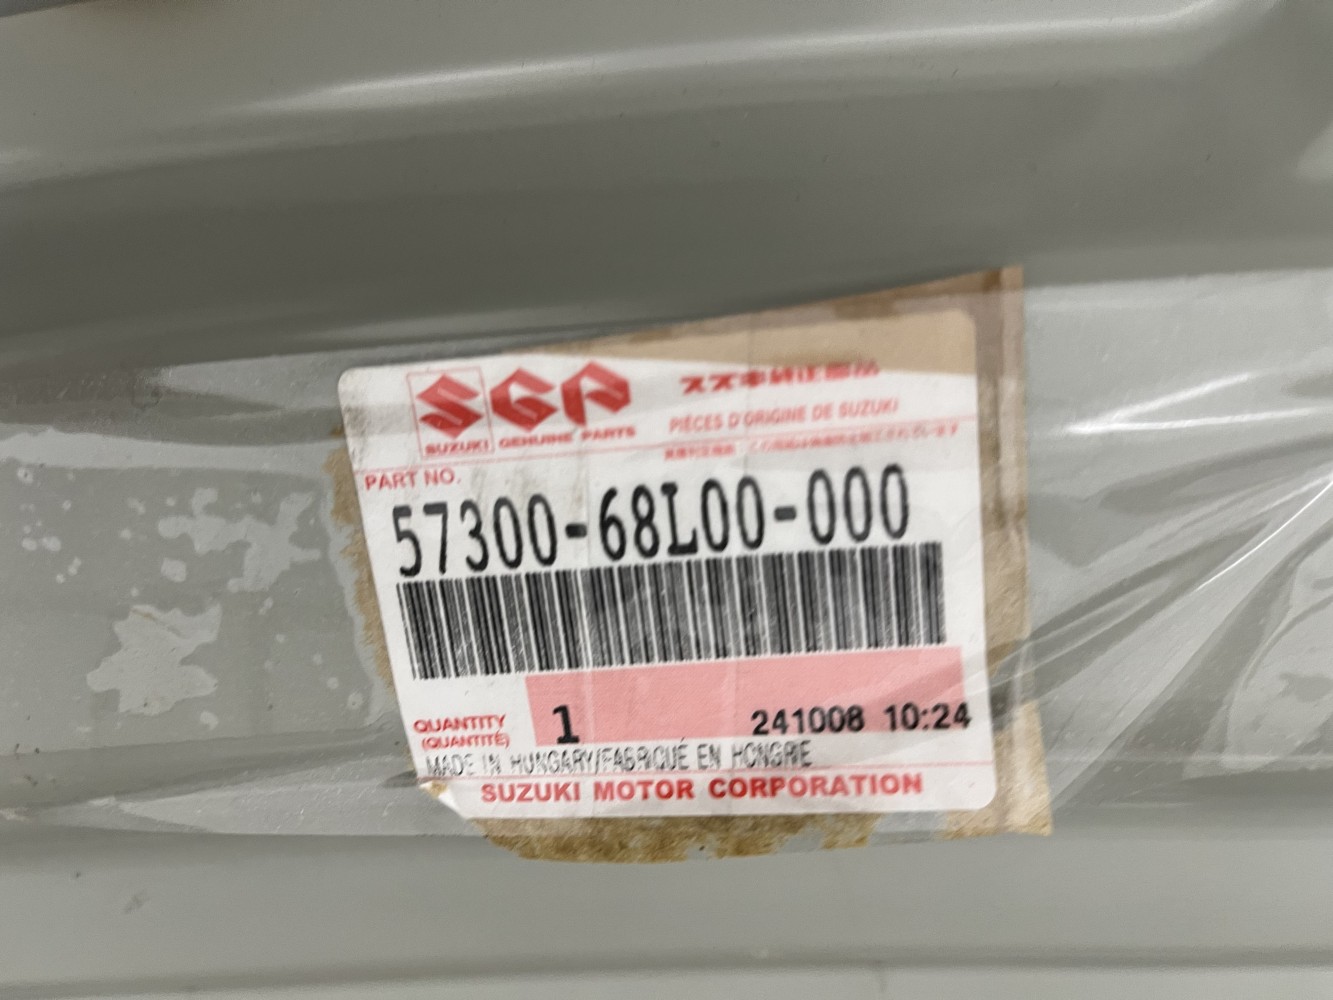 SGP
スズキ純正部品
SUZUKI GENUINE PARTS
PIÈCES D'ORIGINE DE SUZUKI
PART NO.
57300-68L00-000
QUANTITY 1 241008 10:24
(QUANTITÉ)
MADE IN HUNGARY/FABRIQUÉ EN HONGRIE
SUZUKI MOTOR CORPORATION